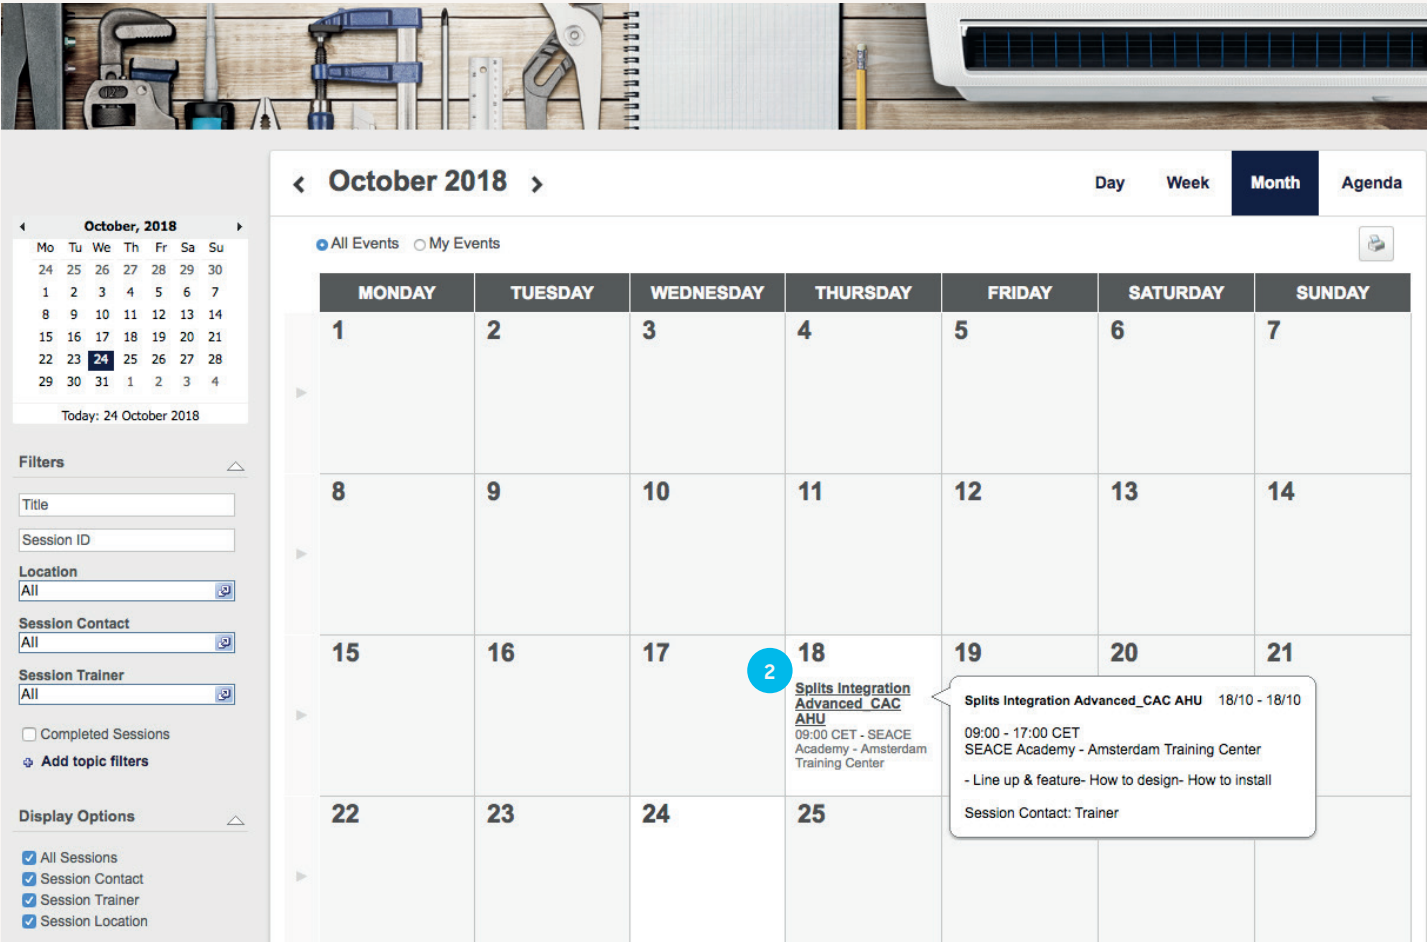 October 2018
Day Week Month Agenda
October, 2018
Mo Tu We Th Fr Sa Su
24 25 26 27 28 29 30
1 2 3 4 5 6 7
8 9 10 11 12 13 14
15 16 17 18 19 20 21
22 23 24 25 26 27 28
29 30 31 1 2 3 4
Today: 24 October 2018
Filters
Title
Session ID
Location
All
Session Contact
All
Session Trainer
All
Completed Sessions
Add topic filters
Display Options
All Sessions
Session Contact
Session Trainer
Session Location
All Events My Events
MONDAY TUESDAY WEDNESDAY THURSDAY FRIDAY SATURDAY SUNDAY
1 2 3 4 5 6 7
8 9 10 11 12 13 14
15 16 17 18 19 20 21
2
Splits Integration
Advanced_CAC
AHU
09:00 CET - SEACE
Academy - Amsterdam
Training Center
Splits Integration Advanced_CAC AHU 18/10 - 18/10
09:00 - 17:00 CET
SEACE Academy - Amsterdam Training Center
- Line up & feature- How to design- How to install
Session Contact: Trainer
22 23 24 25